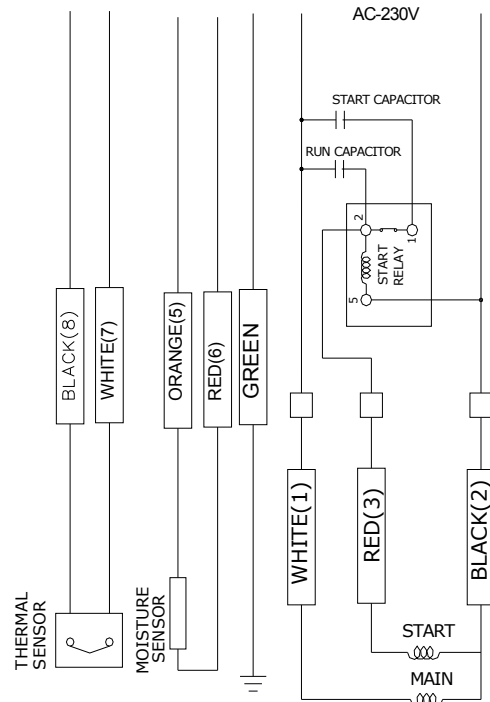 AC-230V
START CAPACITOR
RUN CAPACITOR
2
1
START
RELAY
5
BLACK(8)
WHITE(7)
ORANGE(5)
RED(6)
GREEN
WHITE(1)
RED(3)
BLACK(2)
THERMAL
SENSOR
MOISTURE
SENSOR
START
MAIN